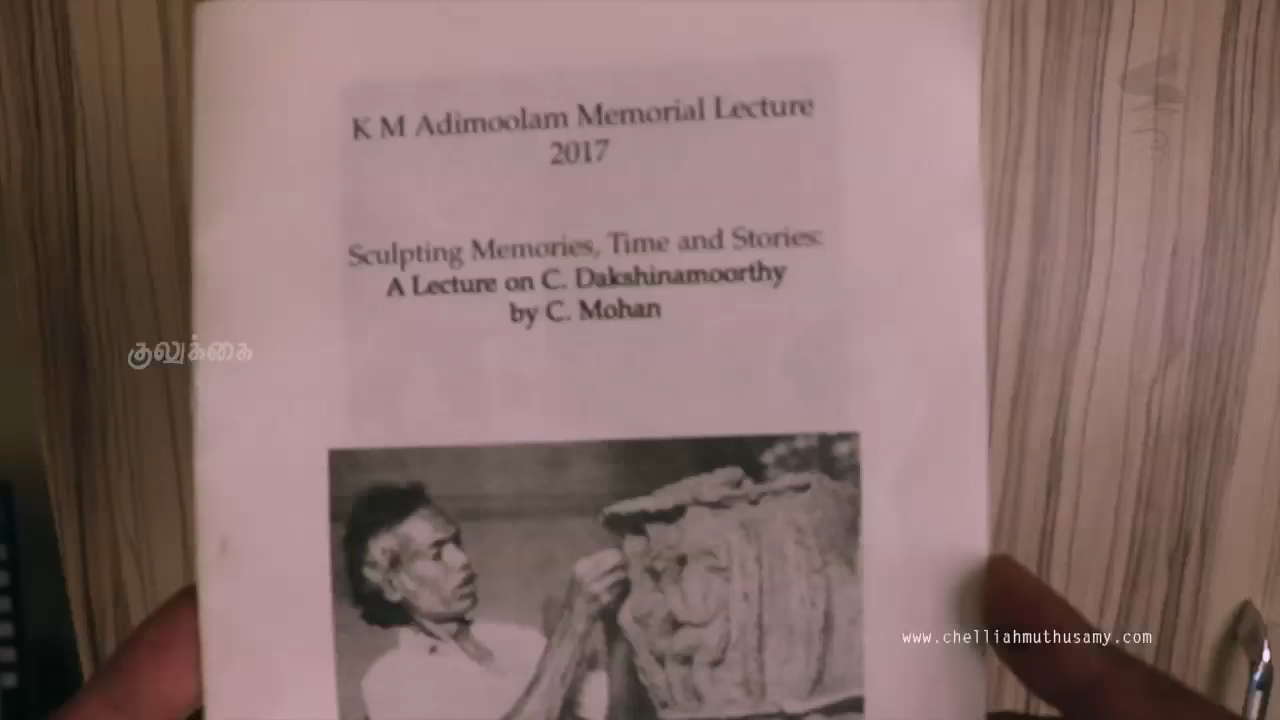 K M Adimoolam Memorial Lecture
2017
Sculpting Memories, Time and Stories:
A Lecture on C. Dakshinamoorthy
by C. Mohan
குலுக்கை
www.chelliahmuthusamy.com